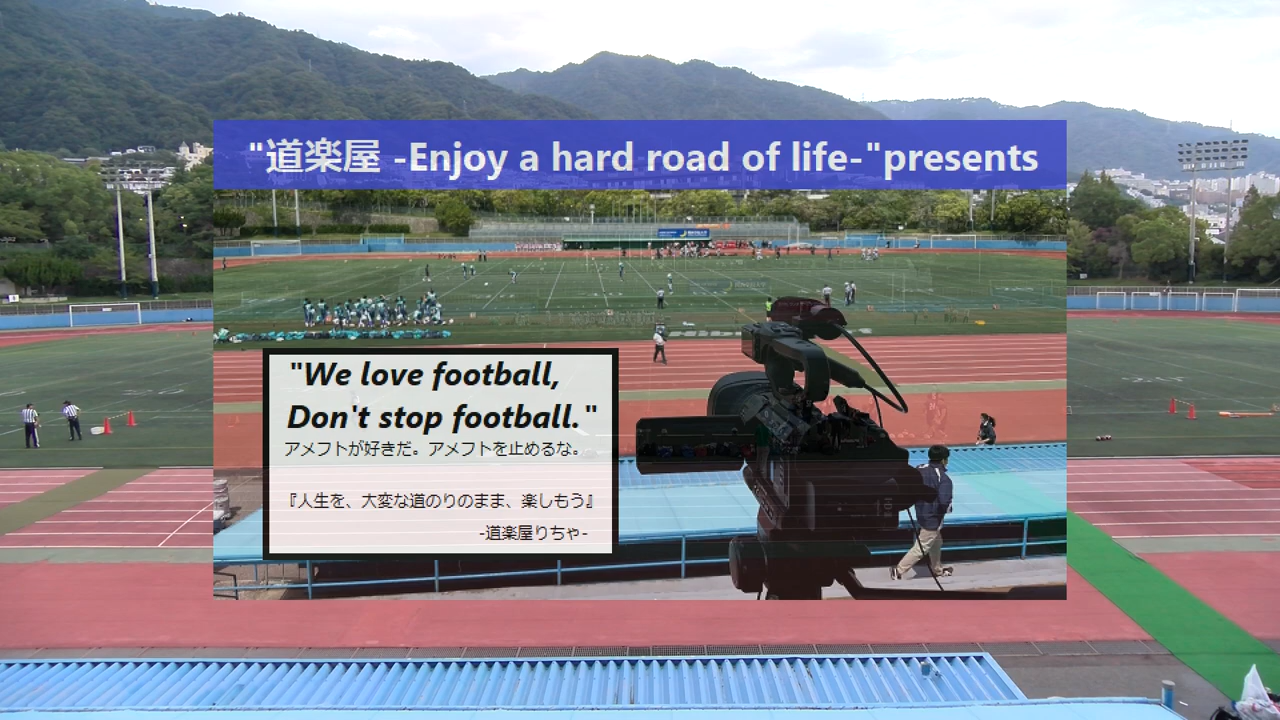 "道楽屋 -Enjoy a hard road of life-"presents
"We love football,
Don't stop football."
アメフトが好きだ。アメフトを止めるな。
『人生を、大変な道のりのまま、楽しもう』
-道楽屋りちゃ-